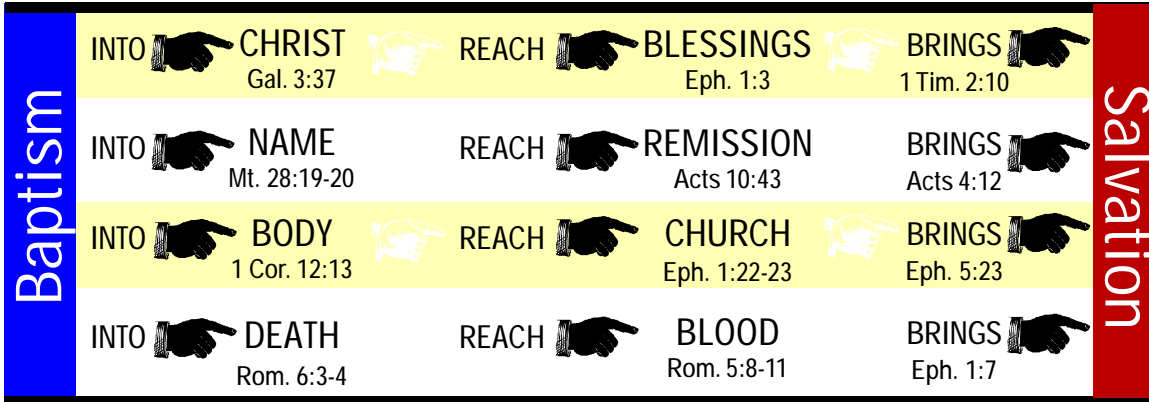 Baptism
INTO CHRIST REACH BLESSINGS BRINGS
Gal. 3:37 Eph. 1:3 1 Tim. 2:10
INTO NAME REACH REMISSION BRINGS
Mt. 28:19-20 Acts 10:43 Acts 4:12
INTO BODY REACH CHURCH BRINGS
1 Cor. 12:13 Eph. 1:22-23 Eph. 5:23
INTO DEATH REACH BLOOD BRINGS
Rom. 6:3-4 Rom. 5:8-11 Eph. 1:7
Salvation